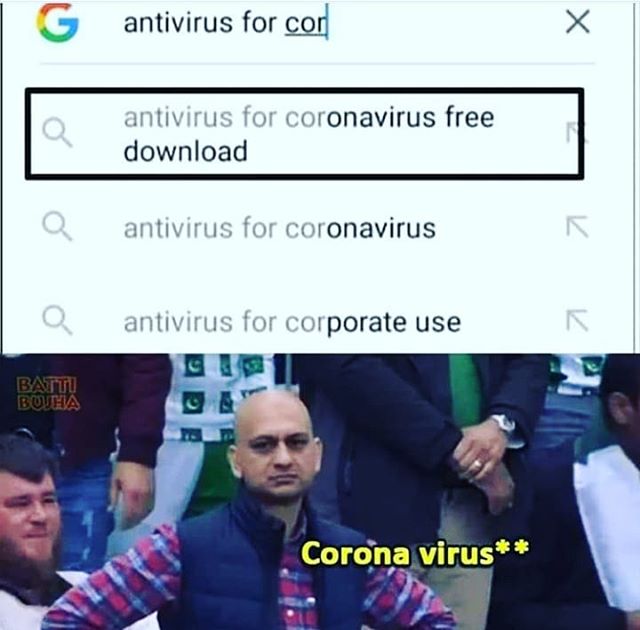 antivirus for cor
antivirus for coronavirus free
download
antivirus for coronavirus
antivirus for corporate use
BATTI
BUJHA
Corona virus**